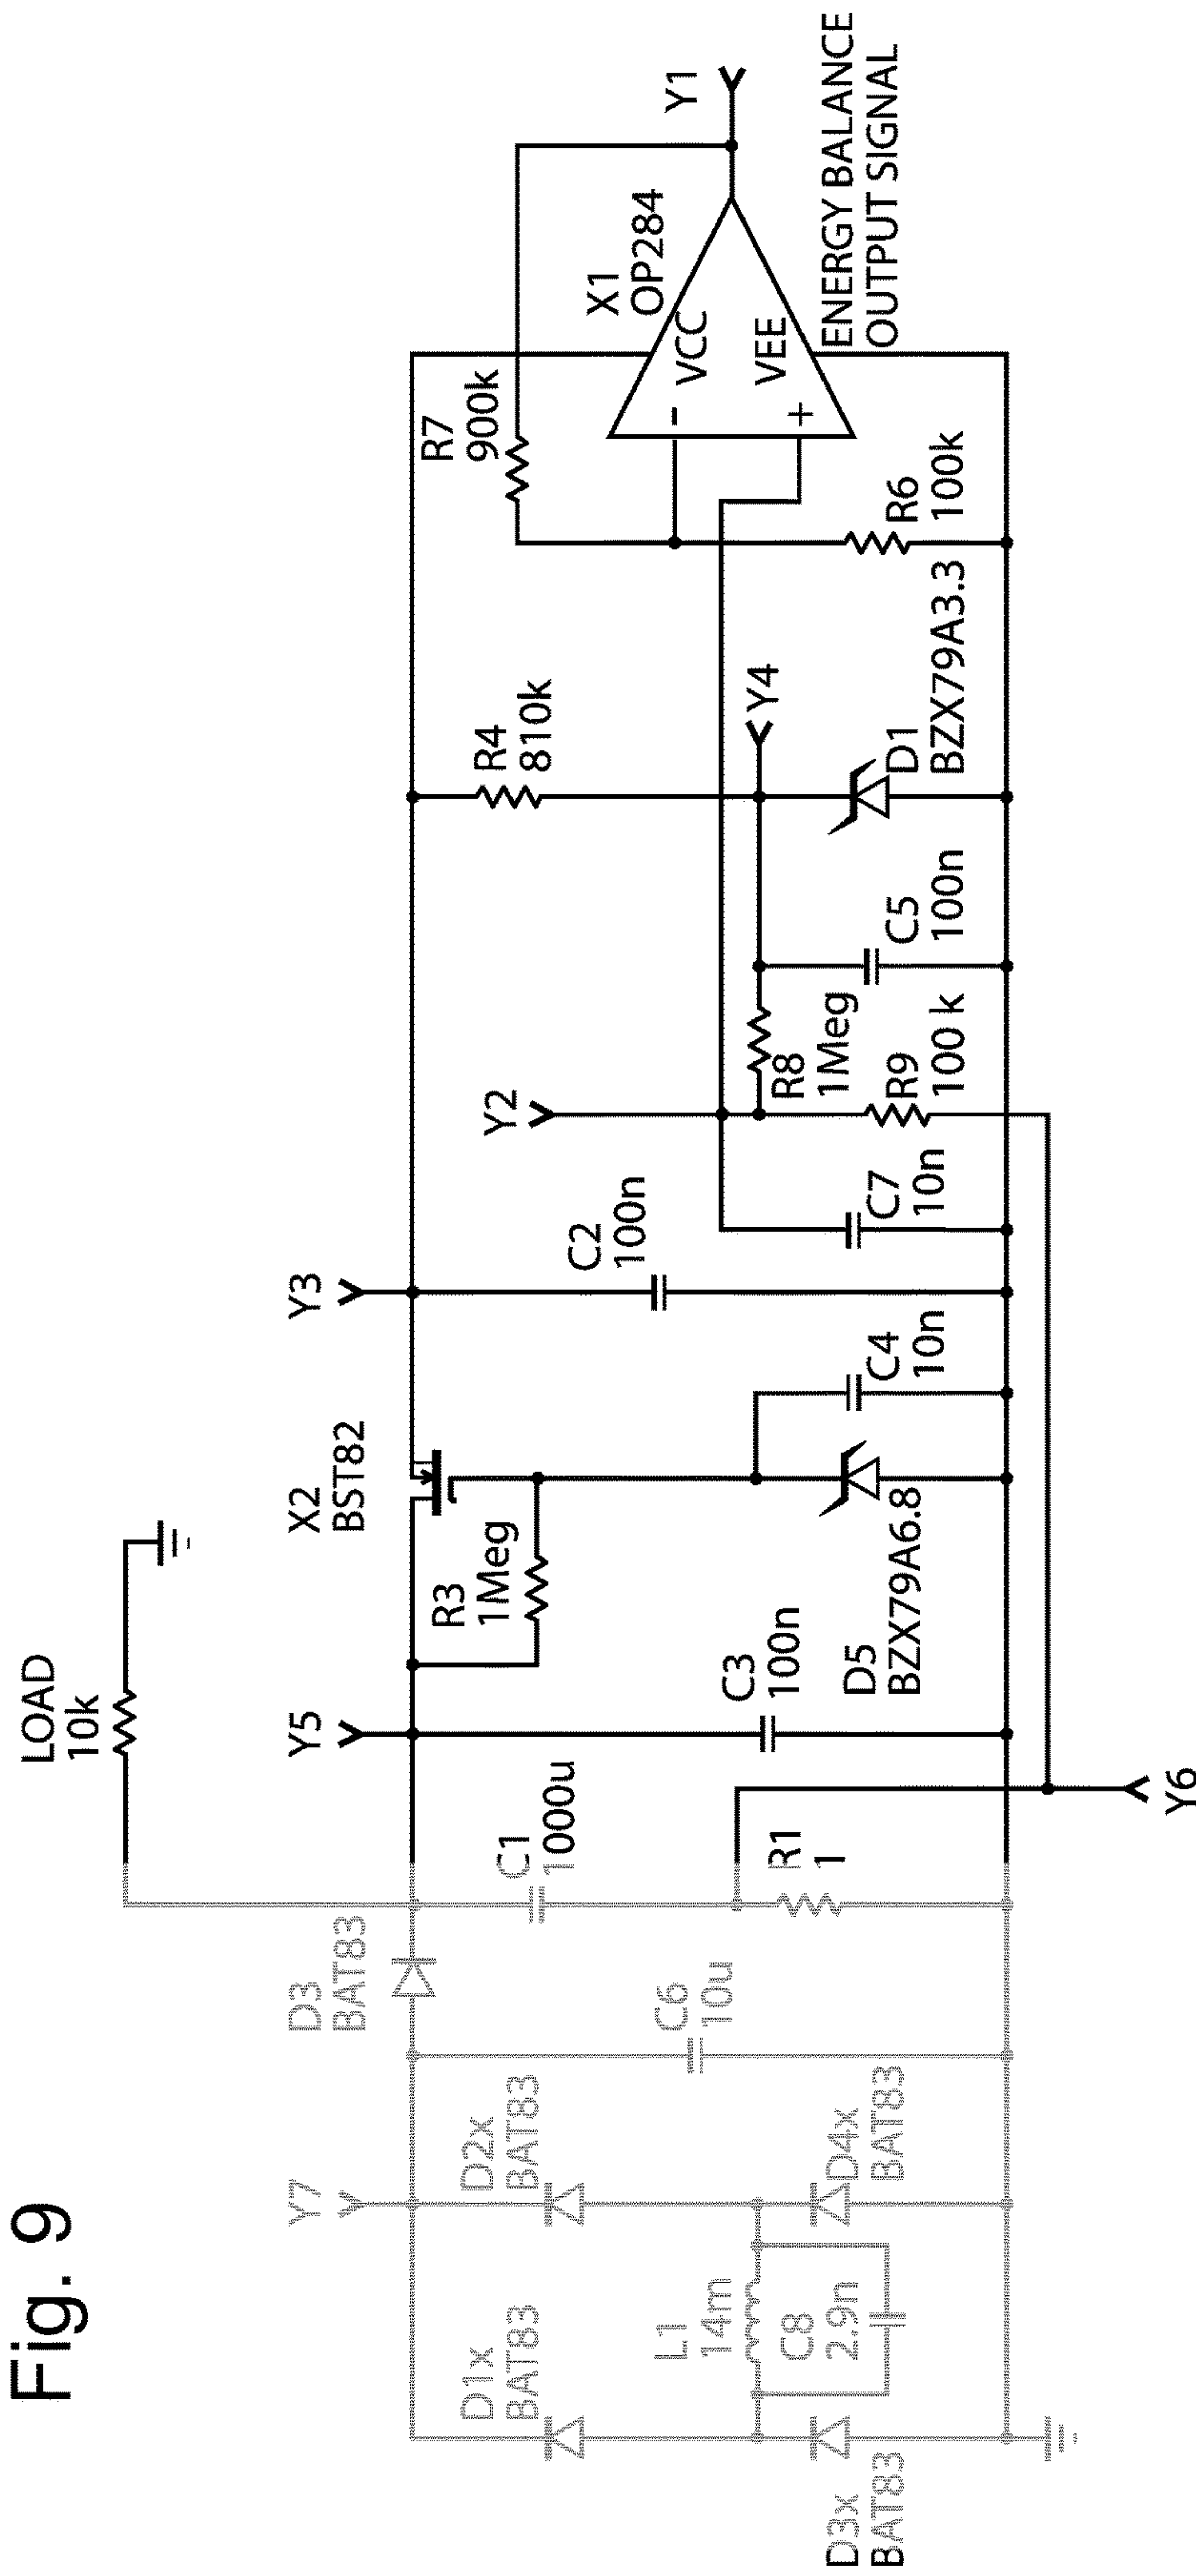 Fig. 9
LOAD
10k
Y7
D3
BAT83
Y5
X2
BST82
Y3
Y2
D1x
BAT83
D2x
BAT83
C1
1000u
R3
1Meg
R4
810k
R7
900k
X1
OP284
Y1
L1
14m
C6
10u
C2
100n
Y4
VCC
-
VEE
+
C8
2.9n
R1
1
C3
100n
R8
1Meg
D3x
BAT83
D4x
BAT83
D5
BZX79A6.8
C4
10n
C7
10n
R9
100 k
C5
100n
D1
BZX79A3.3
R6
100k
ENERGY BALANCE
OUTPUT SIGNAL
Y6